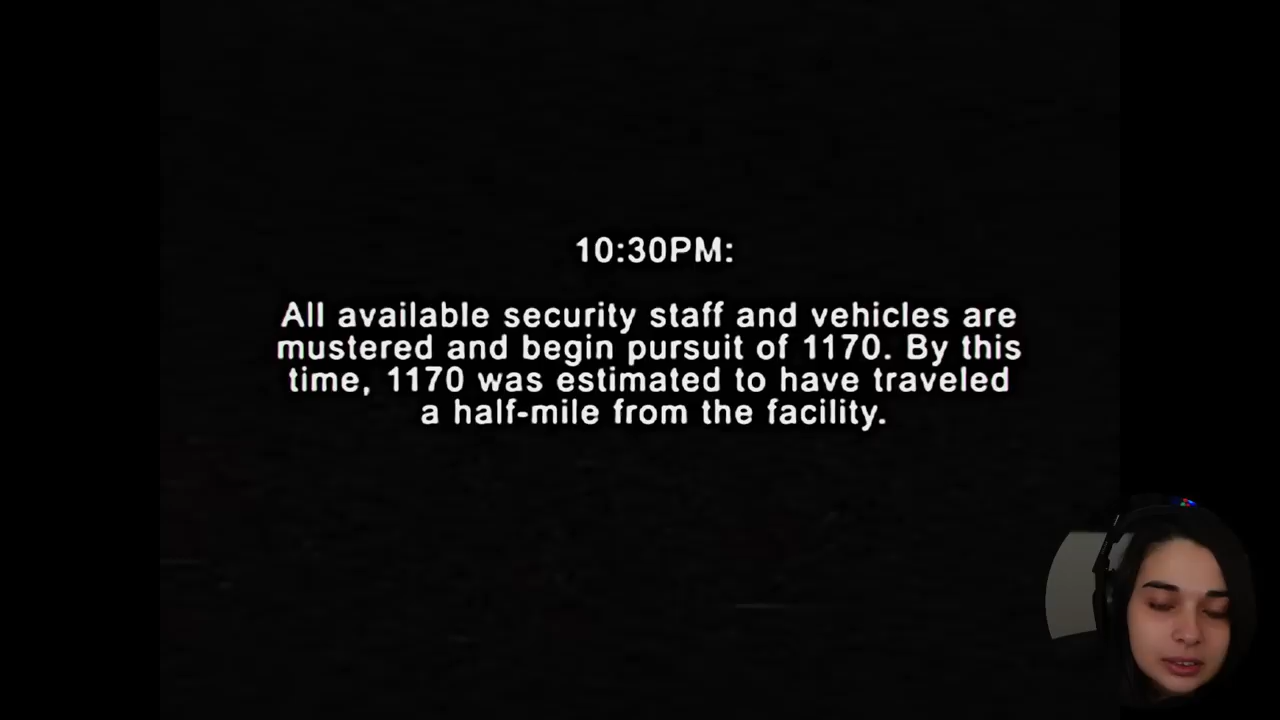 10:30PM:
All available security staff and vehicles are
mustered and begin pursuit of 1170. By this
time, 1170 was estimated to have traveled
a half-mile from the facility.